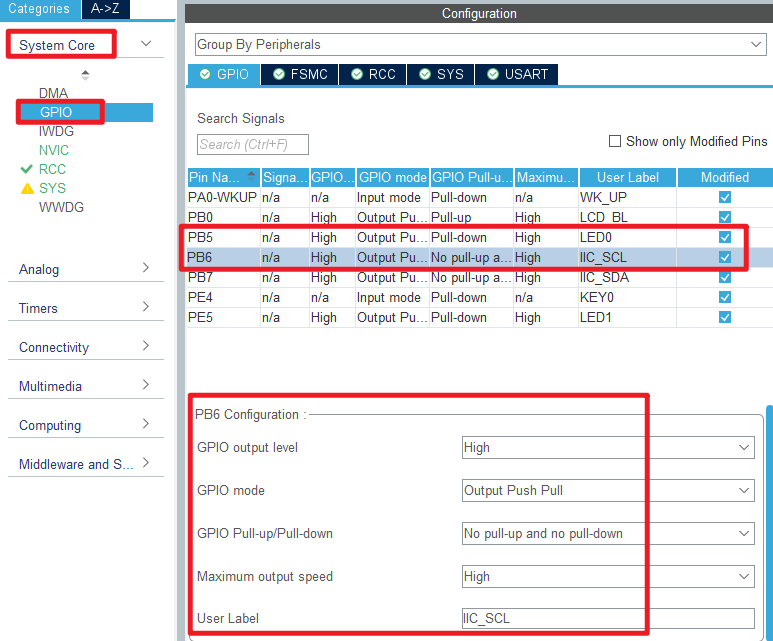 Categories A->Z
System Core
DMA
GPIO
IWDG
NVIC
RCC
SYS
WWDG
Analog
Timers
Connectivity
Multimedia
Computing
Middleware and S...
Configuration
Group By Peripherals
GPIO FSMC RCC SYS USART
Search Signals
Search (Ctrl+F)
Show only Modified Pins
Pin Na... Signa... GPIO... GPIO mode GPIO Pull-u... Maximu... User Label Modified
PA0-WKUP n/a n/a Input mode Pull-down n/a WK_UP
PB0 n/a High Output Pu... Pull-up High LCD_BL
PB5 n/a High Output Pu... Pull-down High LED0
PB6 n/a High Output Pu... No pull-up a... High IIC_SCL
PB7 n/a High Output Pu... No pull-up a... High IIC_SDA
PE4 n/a n/a Input mode Pull-down n/a KEY0
PE5 n/a High Output Pu... Pull-down High LED1
PB6 Configuration :
GPIO output level High
GPIO mode Output Push Pull
GPIO Pull-up/Pull-down No pull-up and no pull-down
Maximum output speed High
User Label IIC_SCL